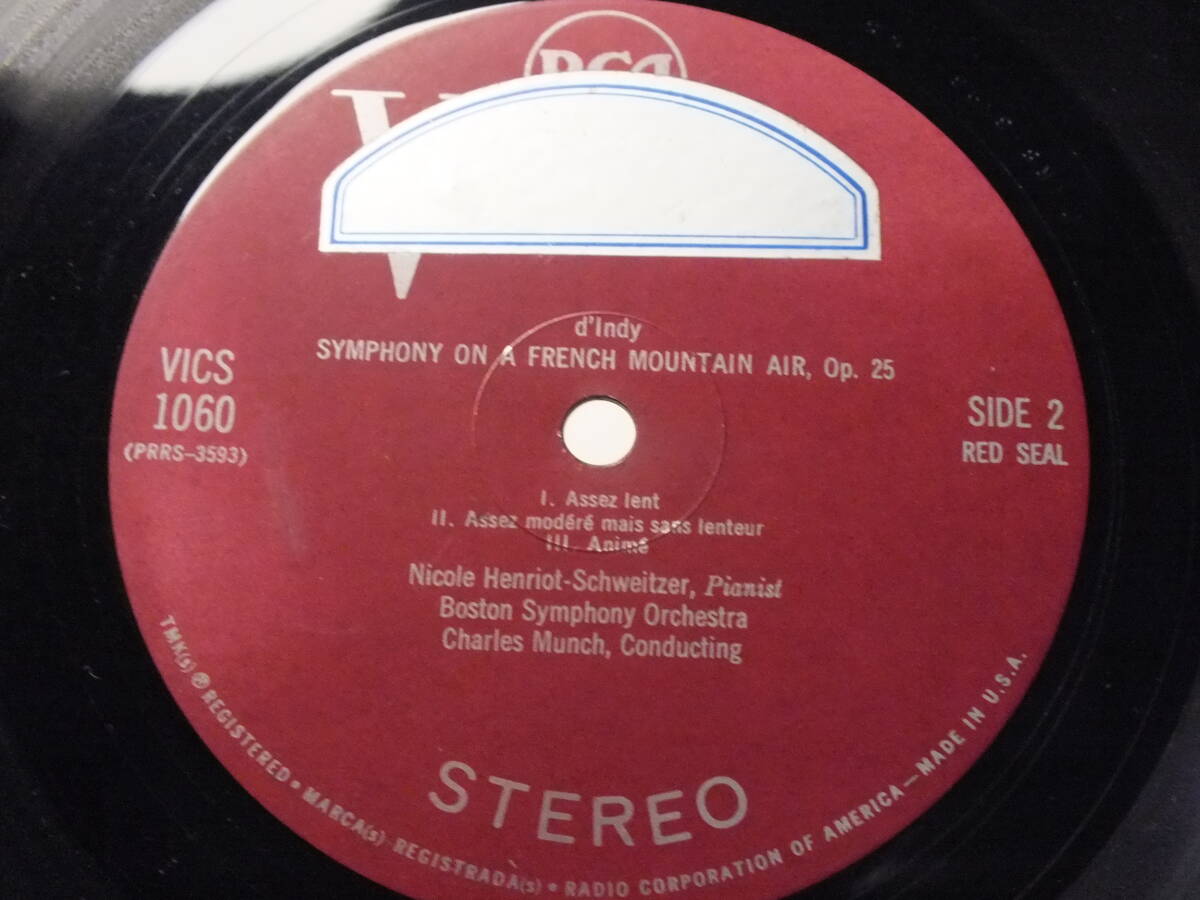 RCA
V
d'Indy
SYMPHONY ON A FRENCH MOUNTAIN AIR, Op. 25
VICS
1060
(PRRS-3593)
SIDE 2
RED SEAL
I. Assez lent
II. Assez modéré mais sans lenteur
III. Animé
Nicole Henriot-Schweitzer, Pianist
Boston Symphony Orchestra
Charles Munch, Conducting
STEREO
TMK(s) ® REGISTERED • MARCA(s) REGISTRADA(s) • RADIO CORPORATION OF AMERICA—MADE IN U.S.A.